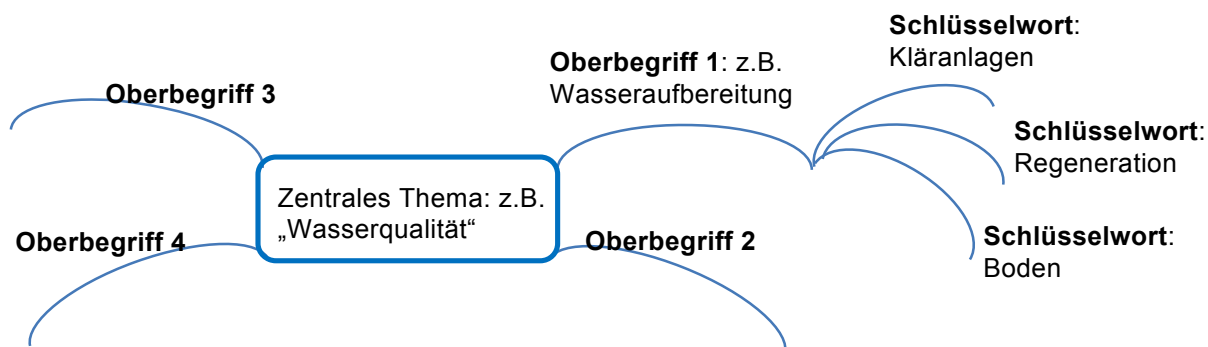 Schlüsselwort:
Kläranlagen
Oberbegriff 1: z.B.
Wasseraufbereitung
Oberbegriff 3
Schlüsselwort:
Regeneration
Zentrales Thema: z.B.
„Wasserqualität“
Oberbegriff 4
Oberbegriff 2
Schlüsselwort:
Boden